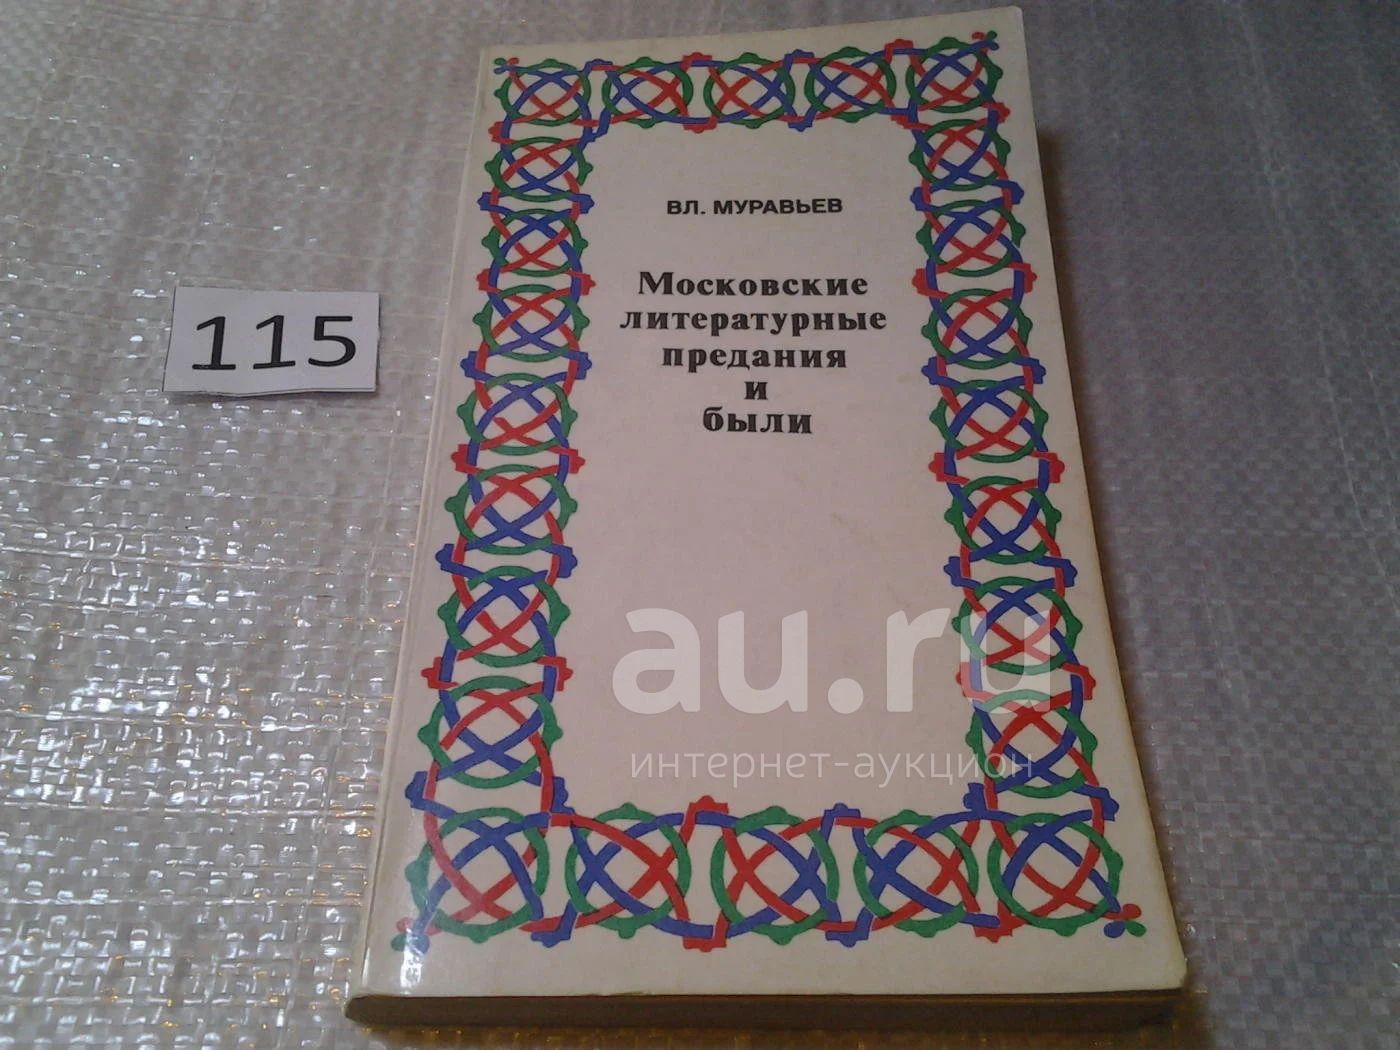 ВЛ. МУРАВЬЕВ
Московские
литературные
предания
и
были
115
au.ru
интернет-аукцион